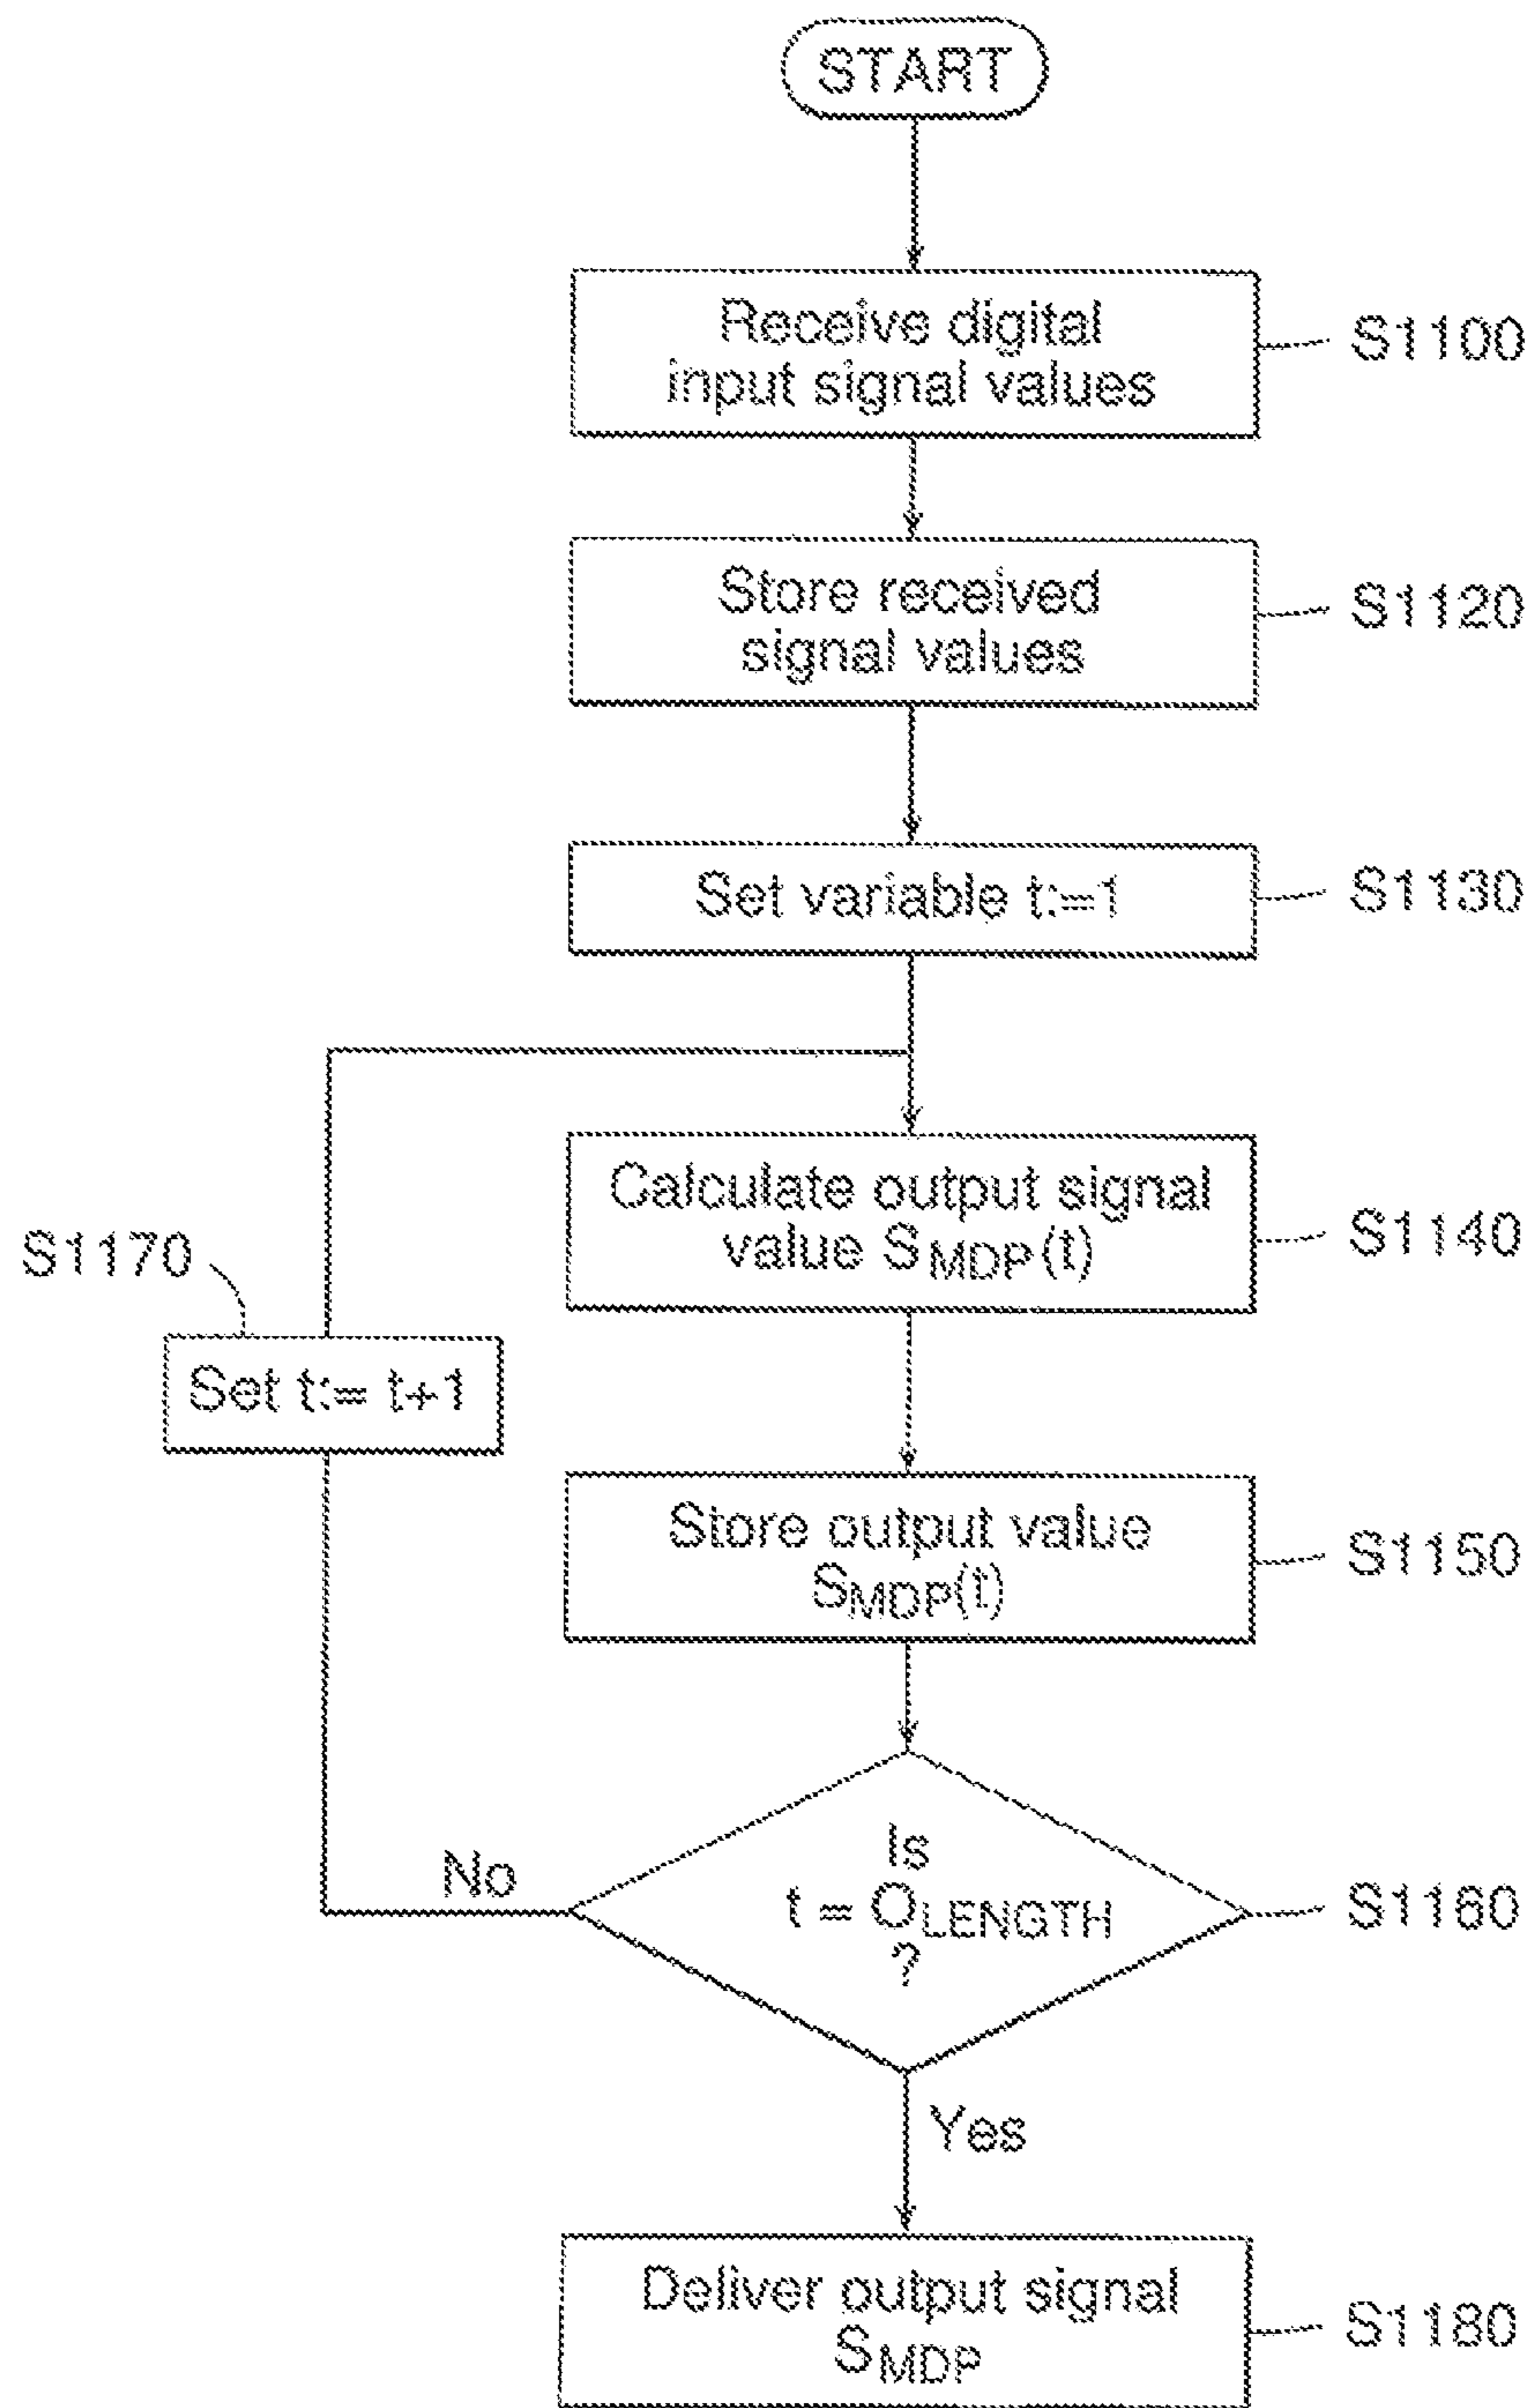 START
Receive digital
input signal values
S1100
Store received
signal values
S1120
Set variable t:=1
S1130
Calculate output signal
value SMDP(t)
S1140
S1170
Set t:= t+1
Store output value
SMDP(t)
S1150
Is
t = OLENGTH
?
S1160
No
Yes
Deliver output signal
SMDP
S1180